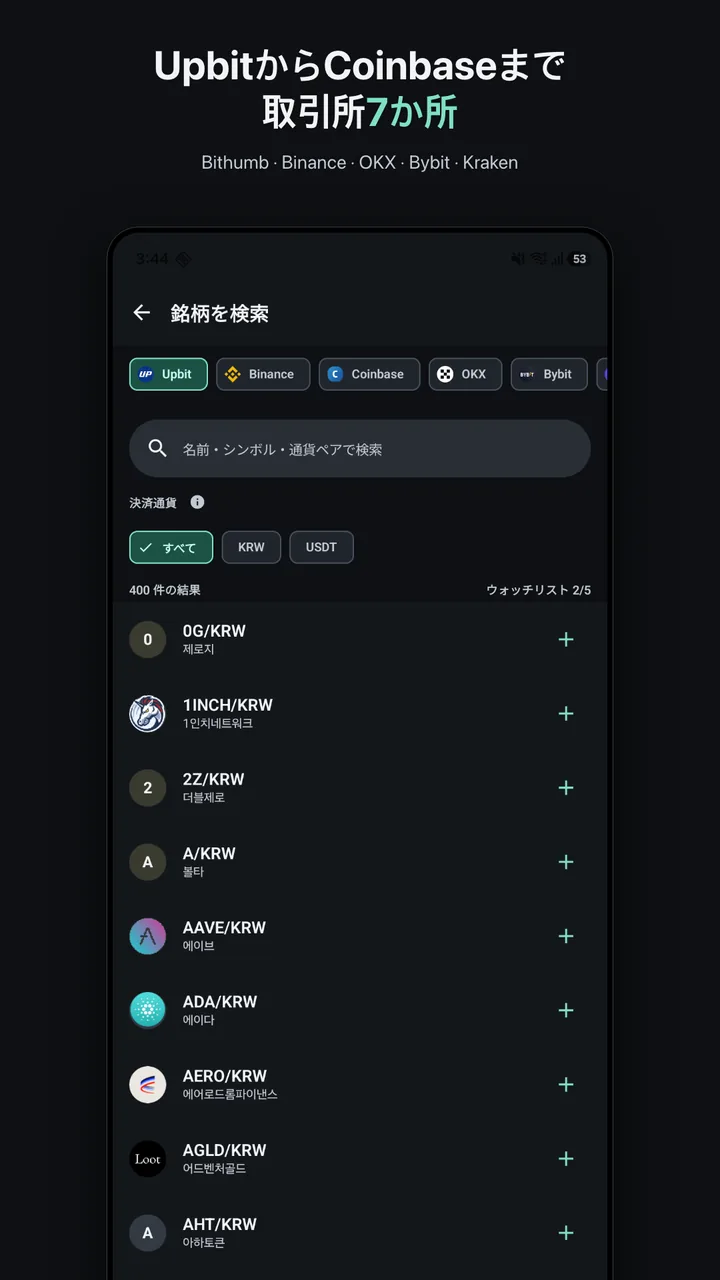 UpbitからCoinbaseまで
取引所7か所
Bithumb · Binance · OKX · Bybit · Kraken
3:44
53
銘柄を検索
UP Upbit
Binance
C Coinbase
OKX
BYBIT Bybit
名前・シンボル・通貨ペアで検索
決済通貨
すべて
KRW
USDT
400 件の結果
ウォッチリスト 2/5
0
0G/KRW
제로지
1INCH/KRW
1인치네트워크
2
2Z/KRW
더블제로
A
A/KRW
볼타
AAVE/KRW
에이브
ADA/KRW
에이다
AERO/KRW
에어로드롬파이낸스
Loot
AGLD/KRW
어드벤처골드
A
AHT/KRW
아하토큰